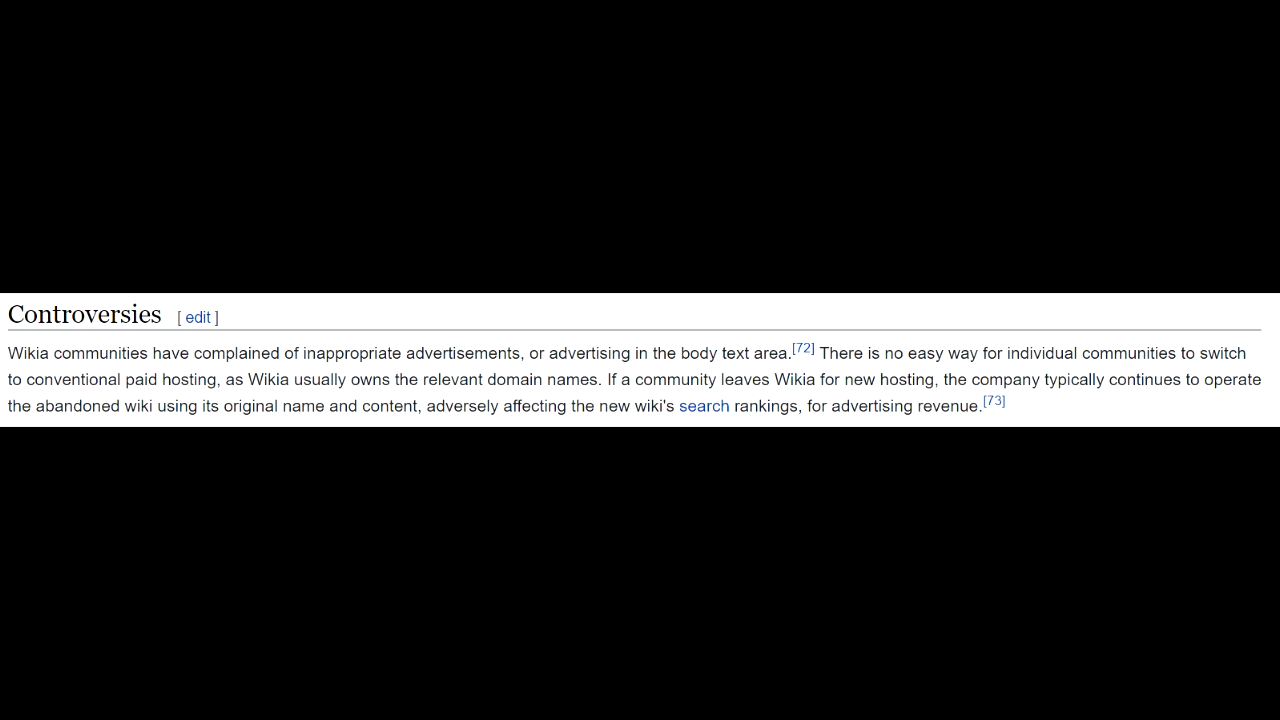 Controversies [ edit ]
Wikia communities have complained of inappropriate advertisements, or advertising in the body text area.[72] There is no easy way for individual communities to switch
to conventional paid hosting, as Wikia usually owns the relevant domain names. If a community leaves Wikia for new hosting, the company typically continues to operate
the abandoned wiki using its original name and content, adversely affecting the new wiki's search rankings, for advertising revenue.[73]